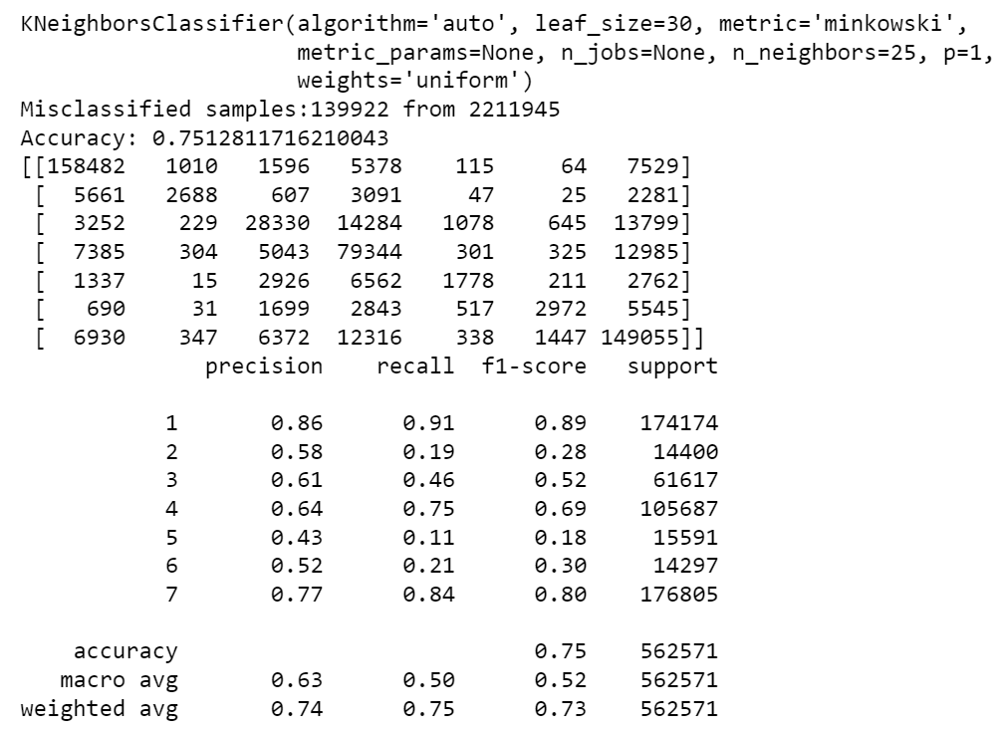 KNeighborsClassifier(algorithm='auto', leaf_size=30, metric='minkowski',
                     metric_params=None, n_jobs=None, n_neighbors=25, p=1,
                     weights='uniform')
Misclassified samples:139922 from 2211945
Accuracy: 0.7512811716210043
[[158482   1010   1596   5378    115     64   7529]
 [  5661   2688    607   3091     47     25   2281]
 [  3252    229  28330  14284   1078    645  13799]
 [  7385    304   5043  79344    301    325  12985]
 [  1337     15   2926   6562   1778    211   2762]
 [   690     31   1699   2843    517   2972   5545]
 [  6930    347   6372  12316    338   1447 149055]]
              precision    recall  f1-score   support

           1       0.86      0.91      0.89    174174
           2       0.58      0.19      0.28     14400
           3       0.61      0.46      0.52     61617
           4       0.64      0.75      0.69    105687
           5       0.43      0.11      0.18     15591
           6       0.52      0.21      0.30     14297
           7       0.77      0.84      0.80    176805

    accuracy                           0.75    562571
   macro avg       0.63      0.50      0.52    562571
weighted avg       0.74      0.75      0.73    562571